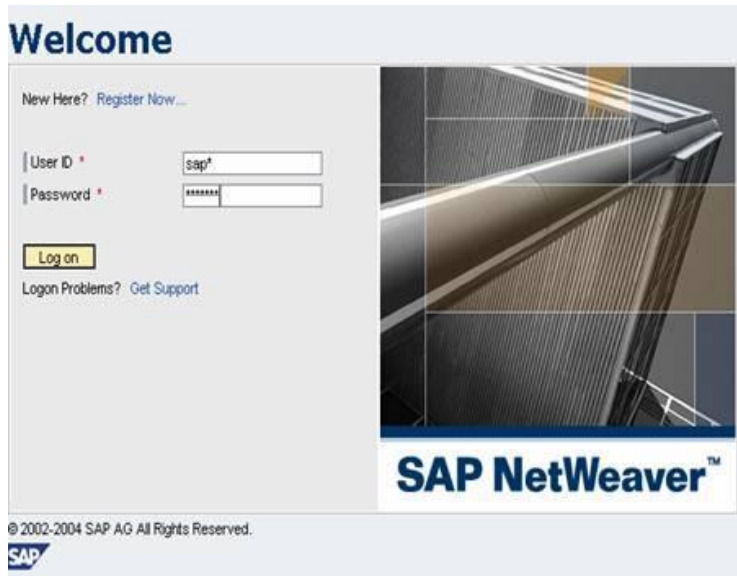 Welcome
New Here? Register Now...
User ID * sap*
Password * *******
Log on
Logon Problems? Get Support
SAP NetWeaver™
© 2002-2004 SAP AG All Rights Reserved.
SAP